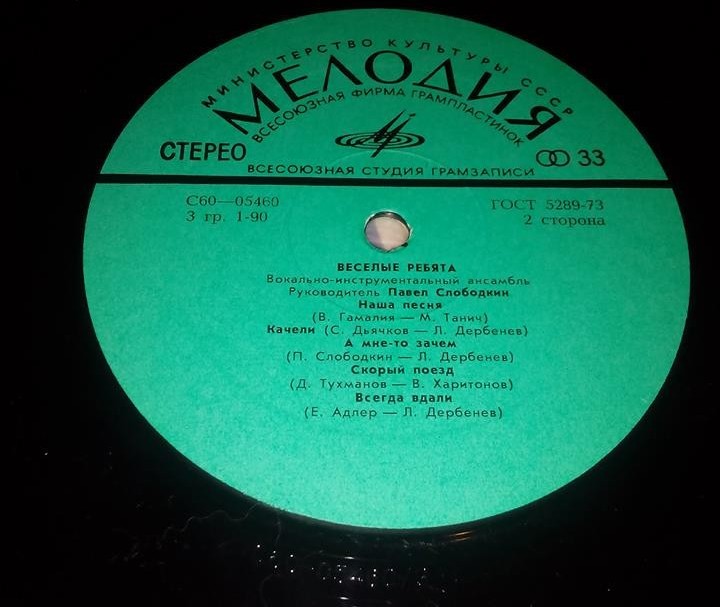 МИНИСТЕРСТВО КУЛЬТУРЫ СССР
МЕЛОДИЯ
ВСЕСОЮЗНАЯ ФИРМА ГРАМПЛАСТИНОК
СТЕРЕО
33
ВСЕСОЮЗНАЯ СТУДИЯ ГРАМЗАПИСИ
С60—05460
ГОСТ 5289-73
3 гр. 1-90
2 сторона
ВЕСЕЛЫЕ РЕБЯТА
Вокально-инструментальный ансамбль
Руководитель Павел Слободкин
Наша песня
(В. Гамалия — М. Танич)
Качели (С. Дьячков — Л. Дербенев)
А мне-то зачем
(П. Слободкин — Л. Дербенев)
Скорый поезд
(Д. Тухманов — В. Харитонов)
Всегда вдали
(Е. Адлер — Л. Дербенев)